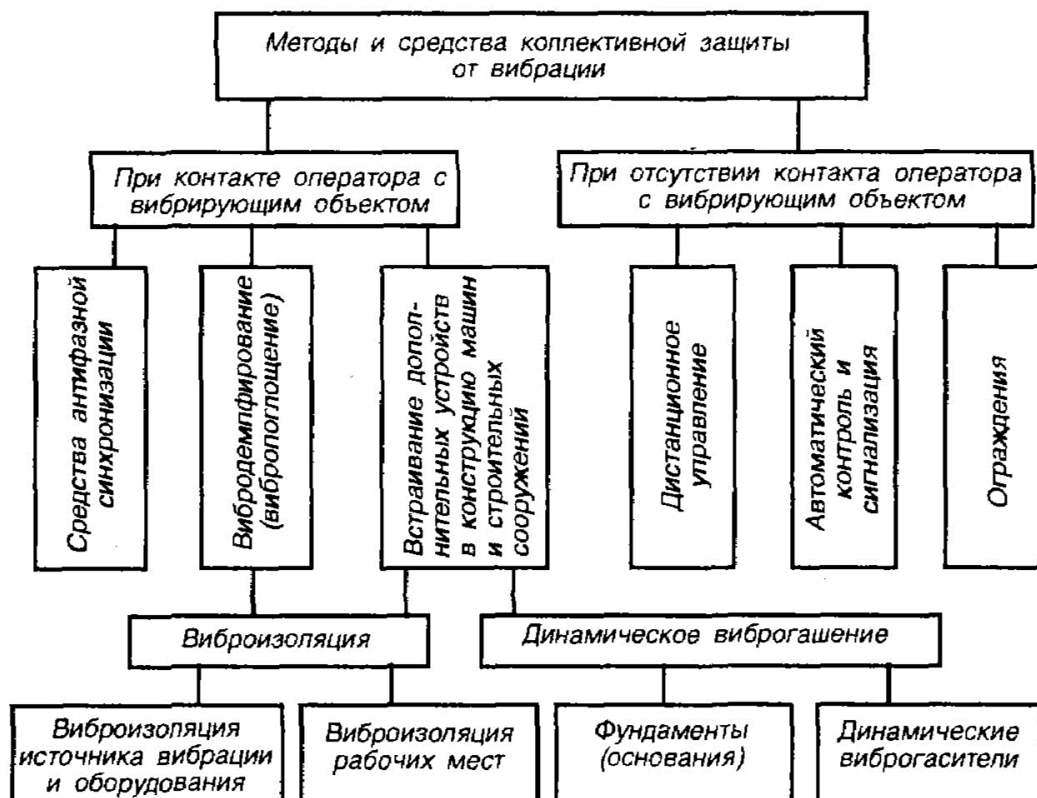 Методы и средства коллективной защиты
от вибрации
При контакте оператора с
вибрирующим объектом
При отсутствии контакта оператора
с вибрирующим объектом
Средства антифазной
синхронизации
Вибродемпфирование
(вибропоглощение)
Встраивание допол-
нительных устройств
в конструкцию машин
и строительных
сооружений
Дистанционное
управление
Автоматический
контроль и
сигнализация
Ограждения
Виброизоляция
Динамическое виброгашение
Виброизоляция
источника вибрации
и оборудования
Виброизоляция
рабочих мест
Фундаменты
(основания)
Динамические
виброгасители